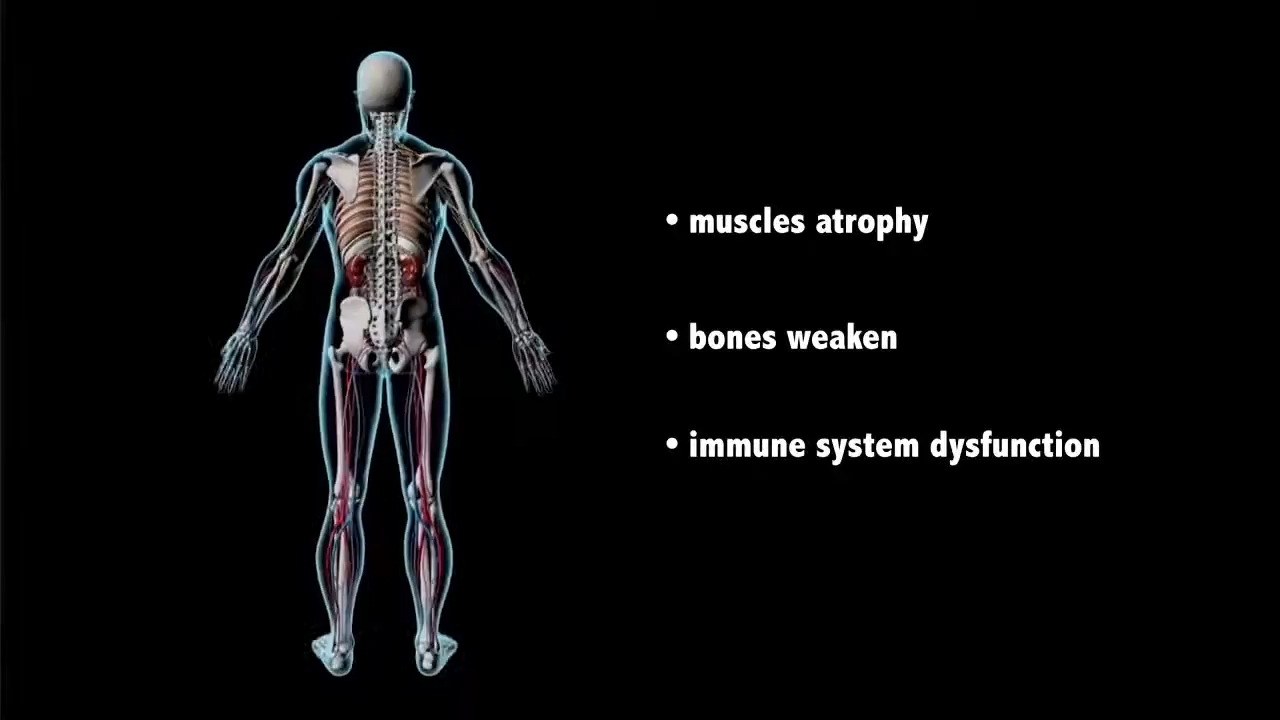 • muscles atrophy
• bones weaken
• immune system dysfunction